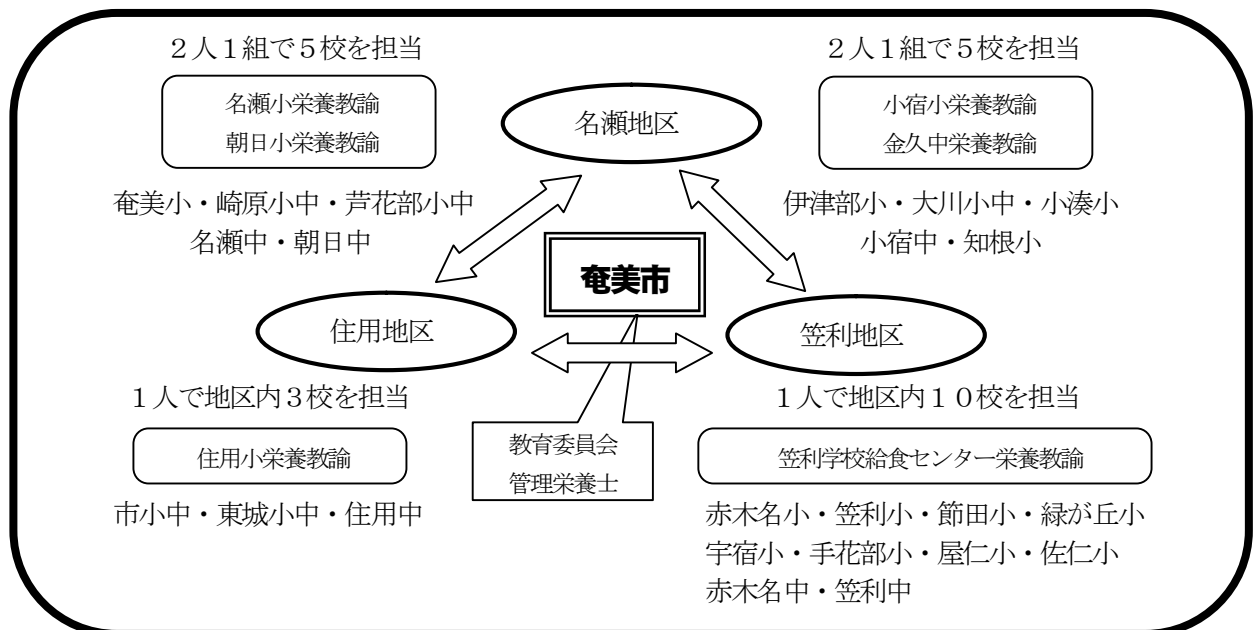 ２人１組で５校を担当
名瀬小栄養教諭
朝日小栄養教諭
奄美小・崎原小中・芦花部小中
名瀬中・朝日中
名瀬地区
２人１組で５校を担当
小宿小栄養教諭
金久中栄養教諭
伊津部小・大川小中・小湊小
小宿中・知根小
奄美市
住用地区
笠利地区
１人で地区内３校を担当
住用小栄養教諭
市小中・東城小中・住用中
教育委員会
管理栄養士
１人で地区内１０校を担当
笠利学校給食センター栄養教諭
赤木名小・笠利小・節田小・緑が丘小
宇宿小・手花部小・屋仁小・佐仁小
赤木名中・笠利中